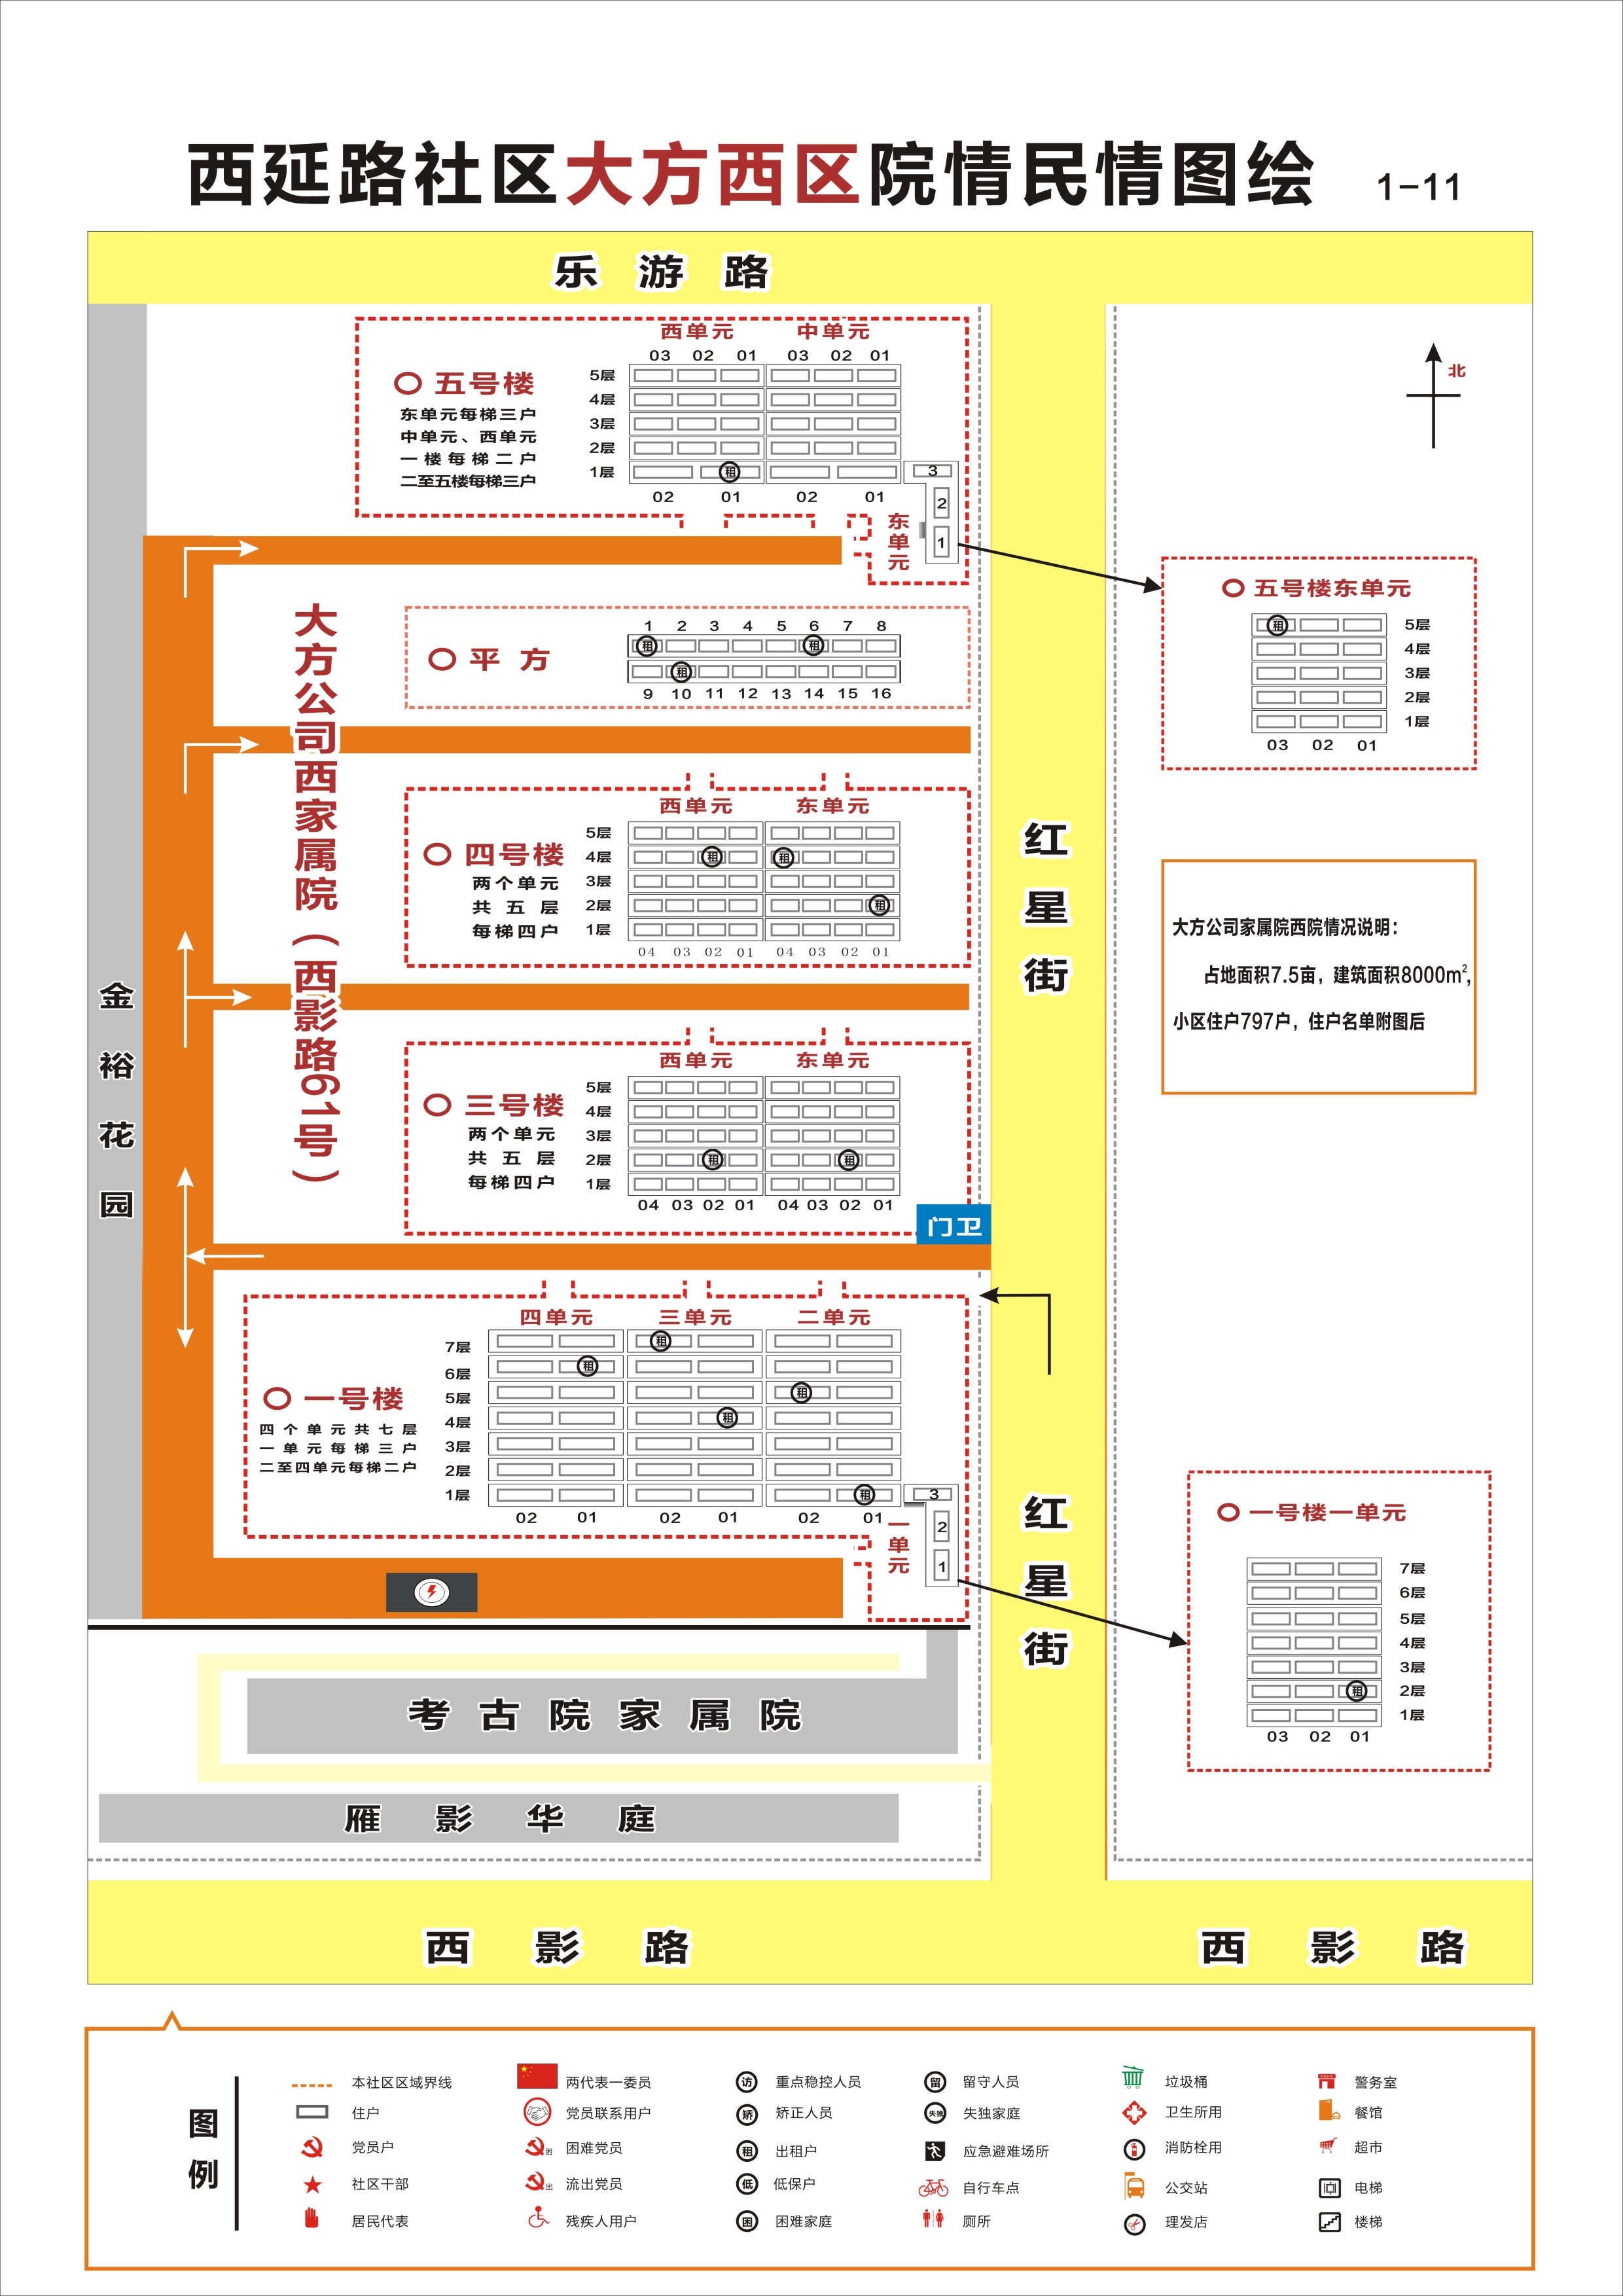 西延路社区大方西区院情民情图绘 1-11
乐游路
西单元 中单元
03 02 01 03 02 01
五号楼
东单元每梯三户
中单元、西单元
一楼每梯二户
二至五楼每梯三户
5层
4层
3层
2层
1层
租
02 01 02 01
3
2
1
东单元
北
五号楼东单元
租
5层
4层
3层
2层
1层
03 02 01
大方公司西家属院（西影路61号）
平方
1 2 3 4 5 6 7 8
租 租
租
9 10 11 12 13 14 15 16
西单元 东单元
四号楼
两个单元
共五层
每梯四户
5层
4层
3层
2层
1层
租 租
租
04 03 02 01 04 03 02 01
红星街
大方公司家属院西院情况说明：
占地面积7.5亩，建筑面积8000m²，
小区住户797户，住户名单附图后
金裕花园
西单元 东单元
三号楼
两个单元
共五层
每梯四户
5层
4层
3层
2层
1层
租 租
04 03 02 01 04 03 02 01
门卫
四单元 三单元 二单元
一号楼
四个单元共七层
一单元每梯三户
二至四单元每梯二户
7层
6层
5层
4层
3层
2层
1层
租
租
租
租
租
02 01 02 01 02 01
3
2
1
一单元
红星街
一号楼一单元
7层
6层
5层
4层
3层
2层
1层
租
03 02 01
考古院家属院
雁影华庭
西影路 西影路
图例
本社区区域界线
住户
党员户
社区干部
居民代表
两代表一委员
党员联系用户
困 困难党员
出 流出党员
残疾人用户
访 重点稳控人员
矫 矫正人员
租 出租户
低 低保户
困 困难家庭
留 留守人员
失独 失独家庭
应急避难场所
自行车点
厕所
垃圾桶
卫生所用
消防栓用
公交站
理发店
警务室
餐馆
超市
电梯
楼梯